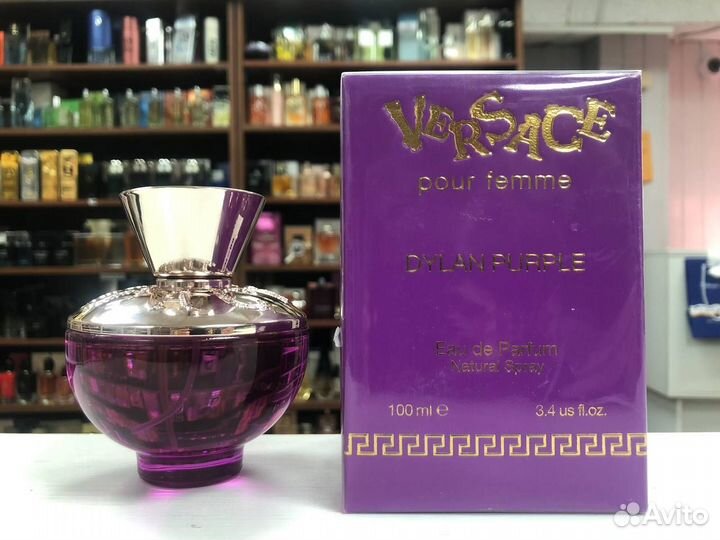 VERSACE
pour femme
DYLAN PURPLE
Eau de Parfum
Natural Spray
100 ml e 3.4 us fl.oz.
Avito